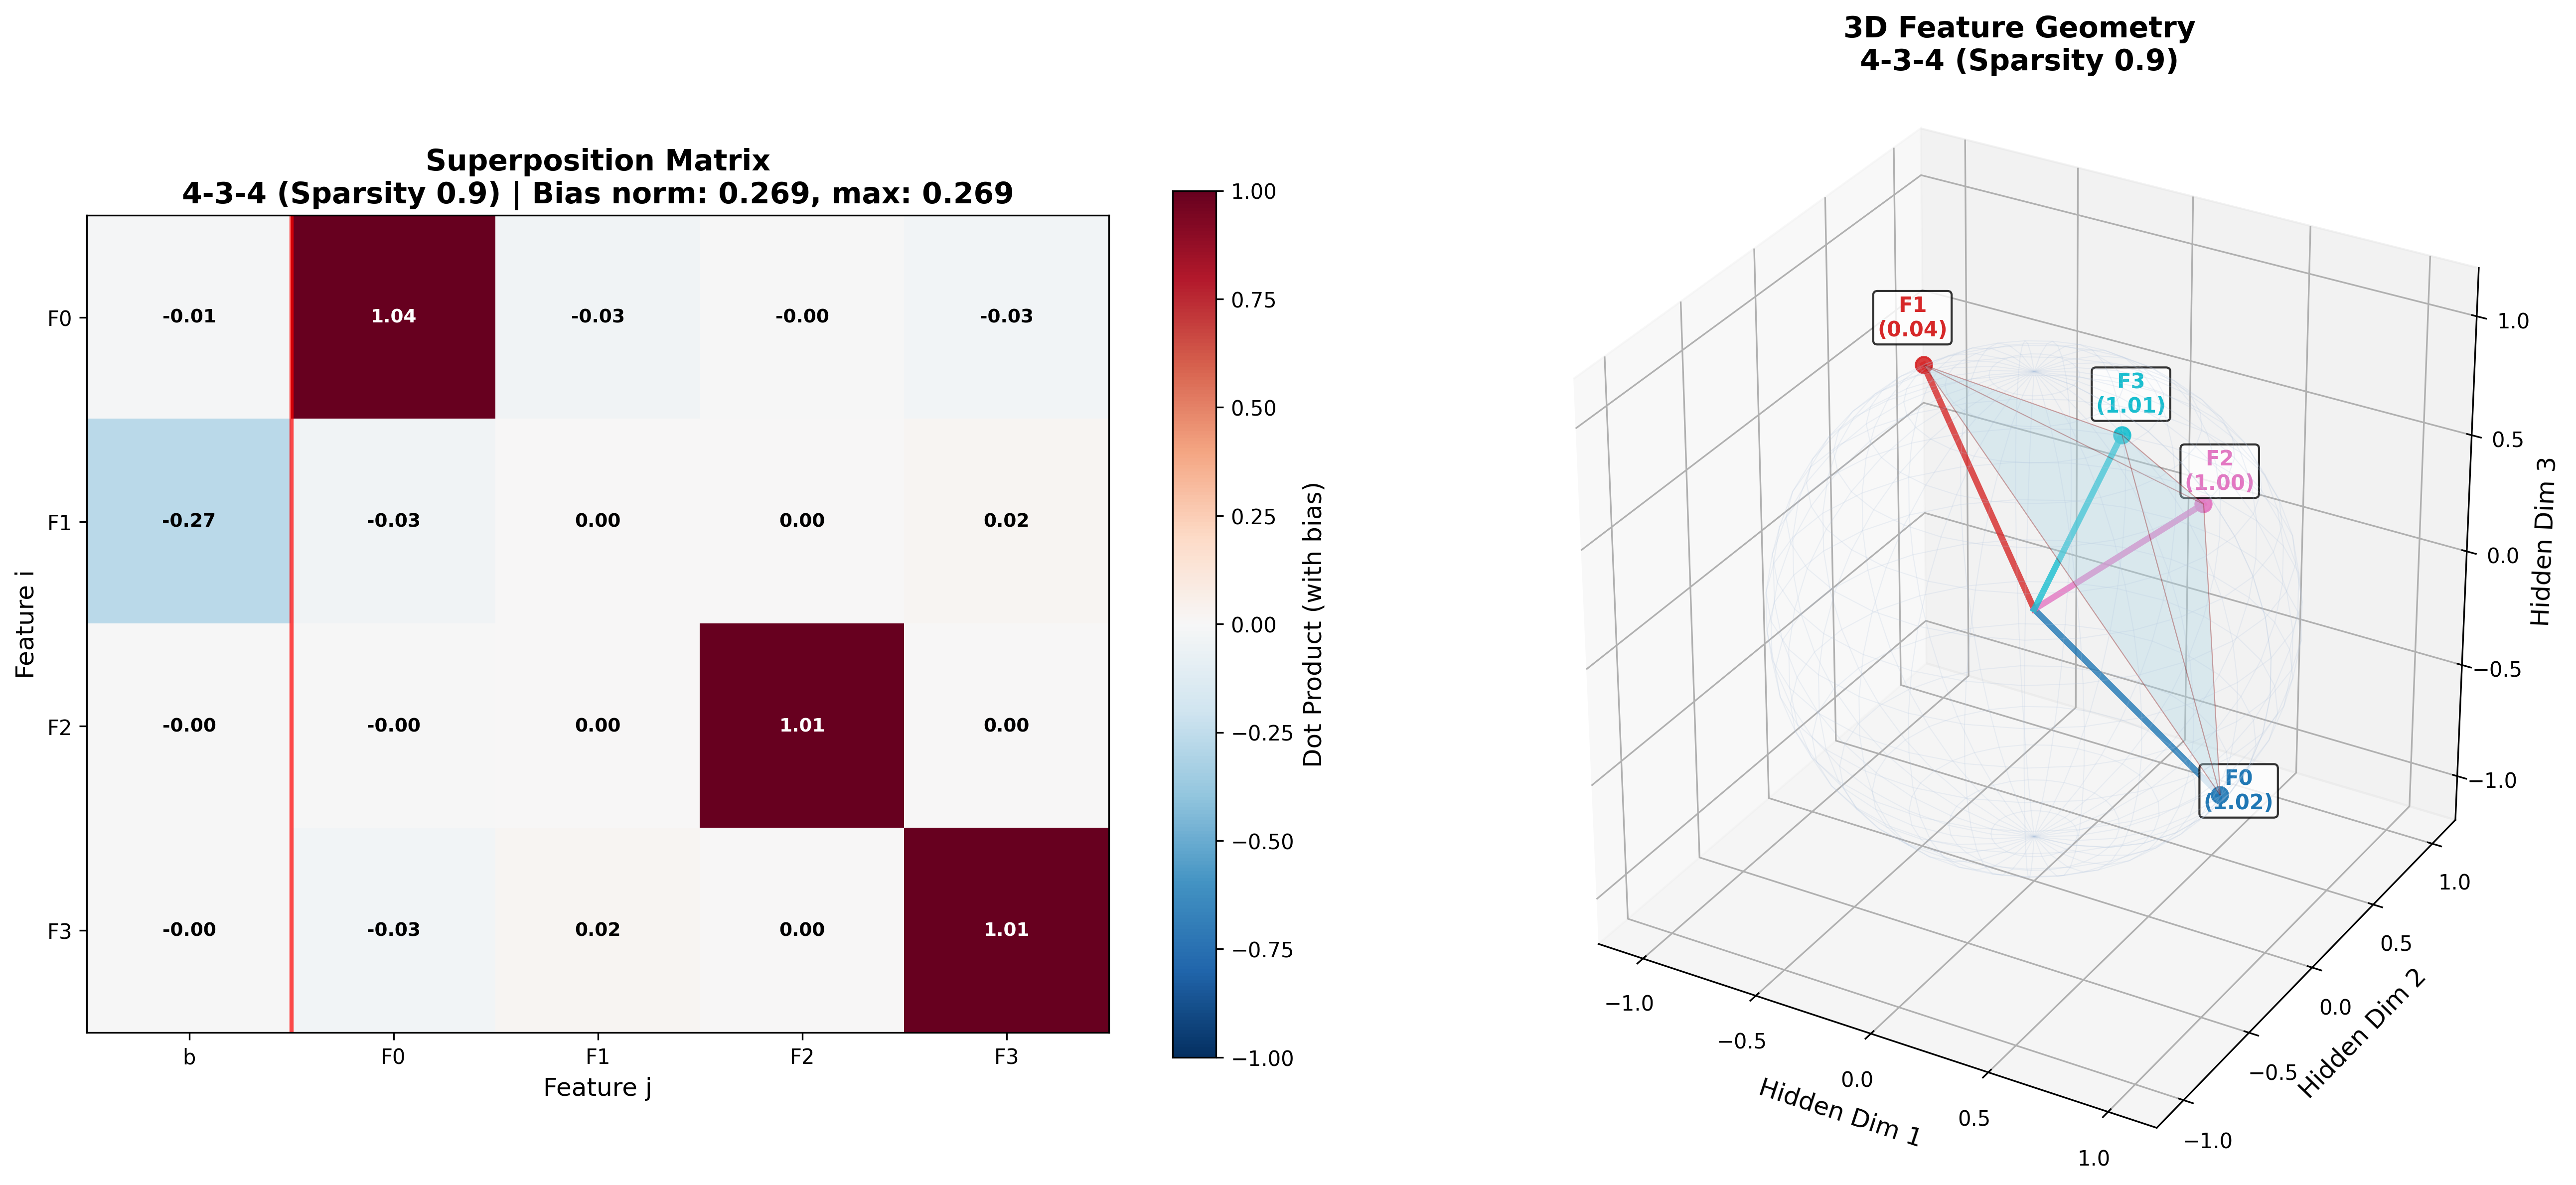 Superposition Matrix
4-3-4 (Sparsity 0.9) | Bias norm: 0.269, max: 0.269
Feature i
F0
F1
F2
F3
-0.01
1.04
-0.03
-0.00
-0.03
-0.27
-0.03
0.00
0.00
0.02
-0.00
-0.00
0.00
1.01
0.00
-0.00
-0.03
0.02
0.00
1.01
b
F0
F1
F2
F3
Feature j
1.00
0.75
0.50
0.25
0.00
−0.25
−0.50
−0.75
−1.00
Dot Product (with bias)
3D Feature Geometry
4-3-4 (Sparsity 0.9)
F1
(0.04)
F3
(1.01)
F2
(1.00)
F0
(1.02)
1.0
0.5
0.0
−0.5
−1.0
Hidden Dim 3
1.0
0.5
0.0
−0.5
−1.0
Hidden Dim 2
−1.0
−0.5
0.0
0.5
1.0
Hidden Dim 1